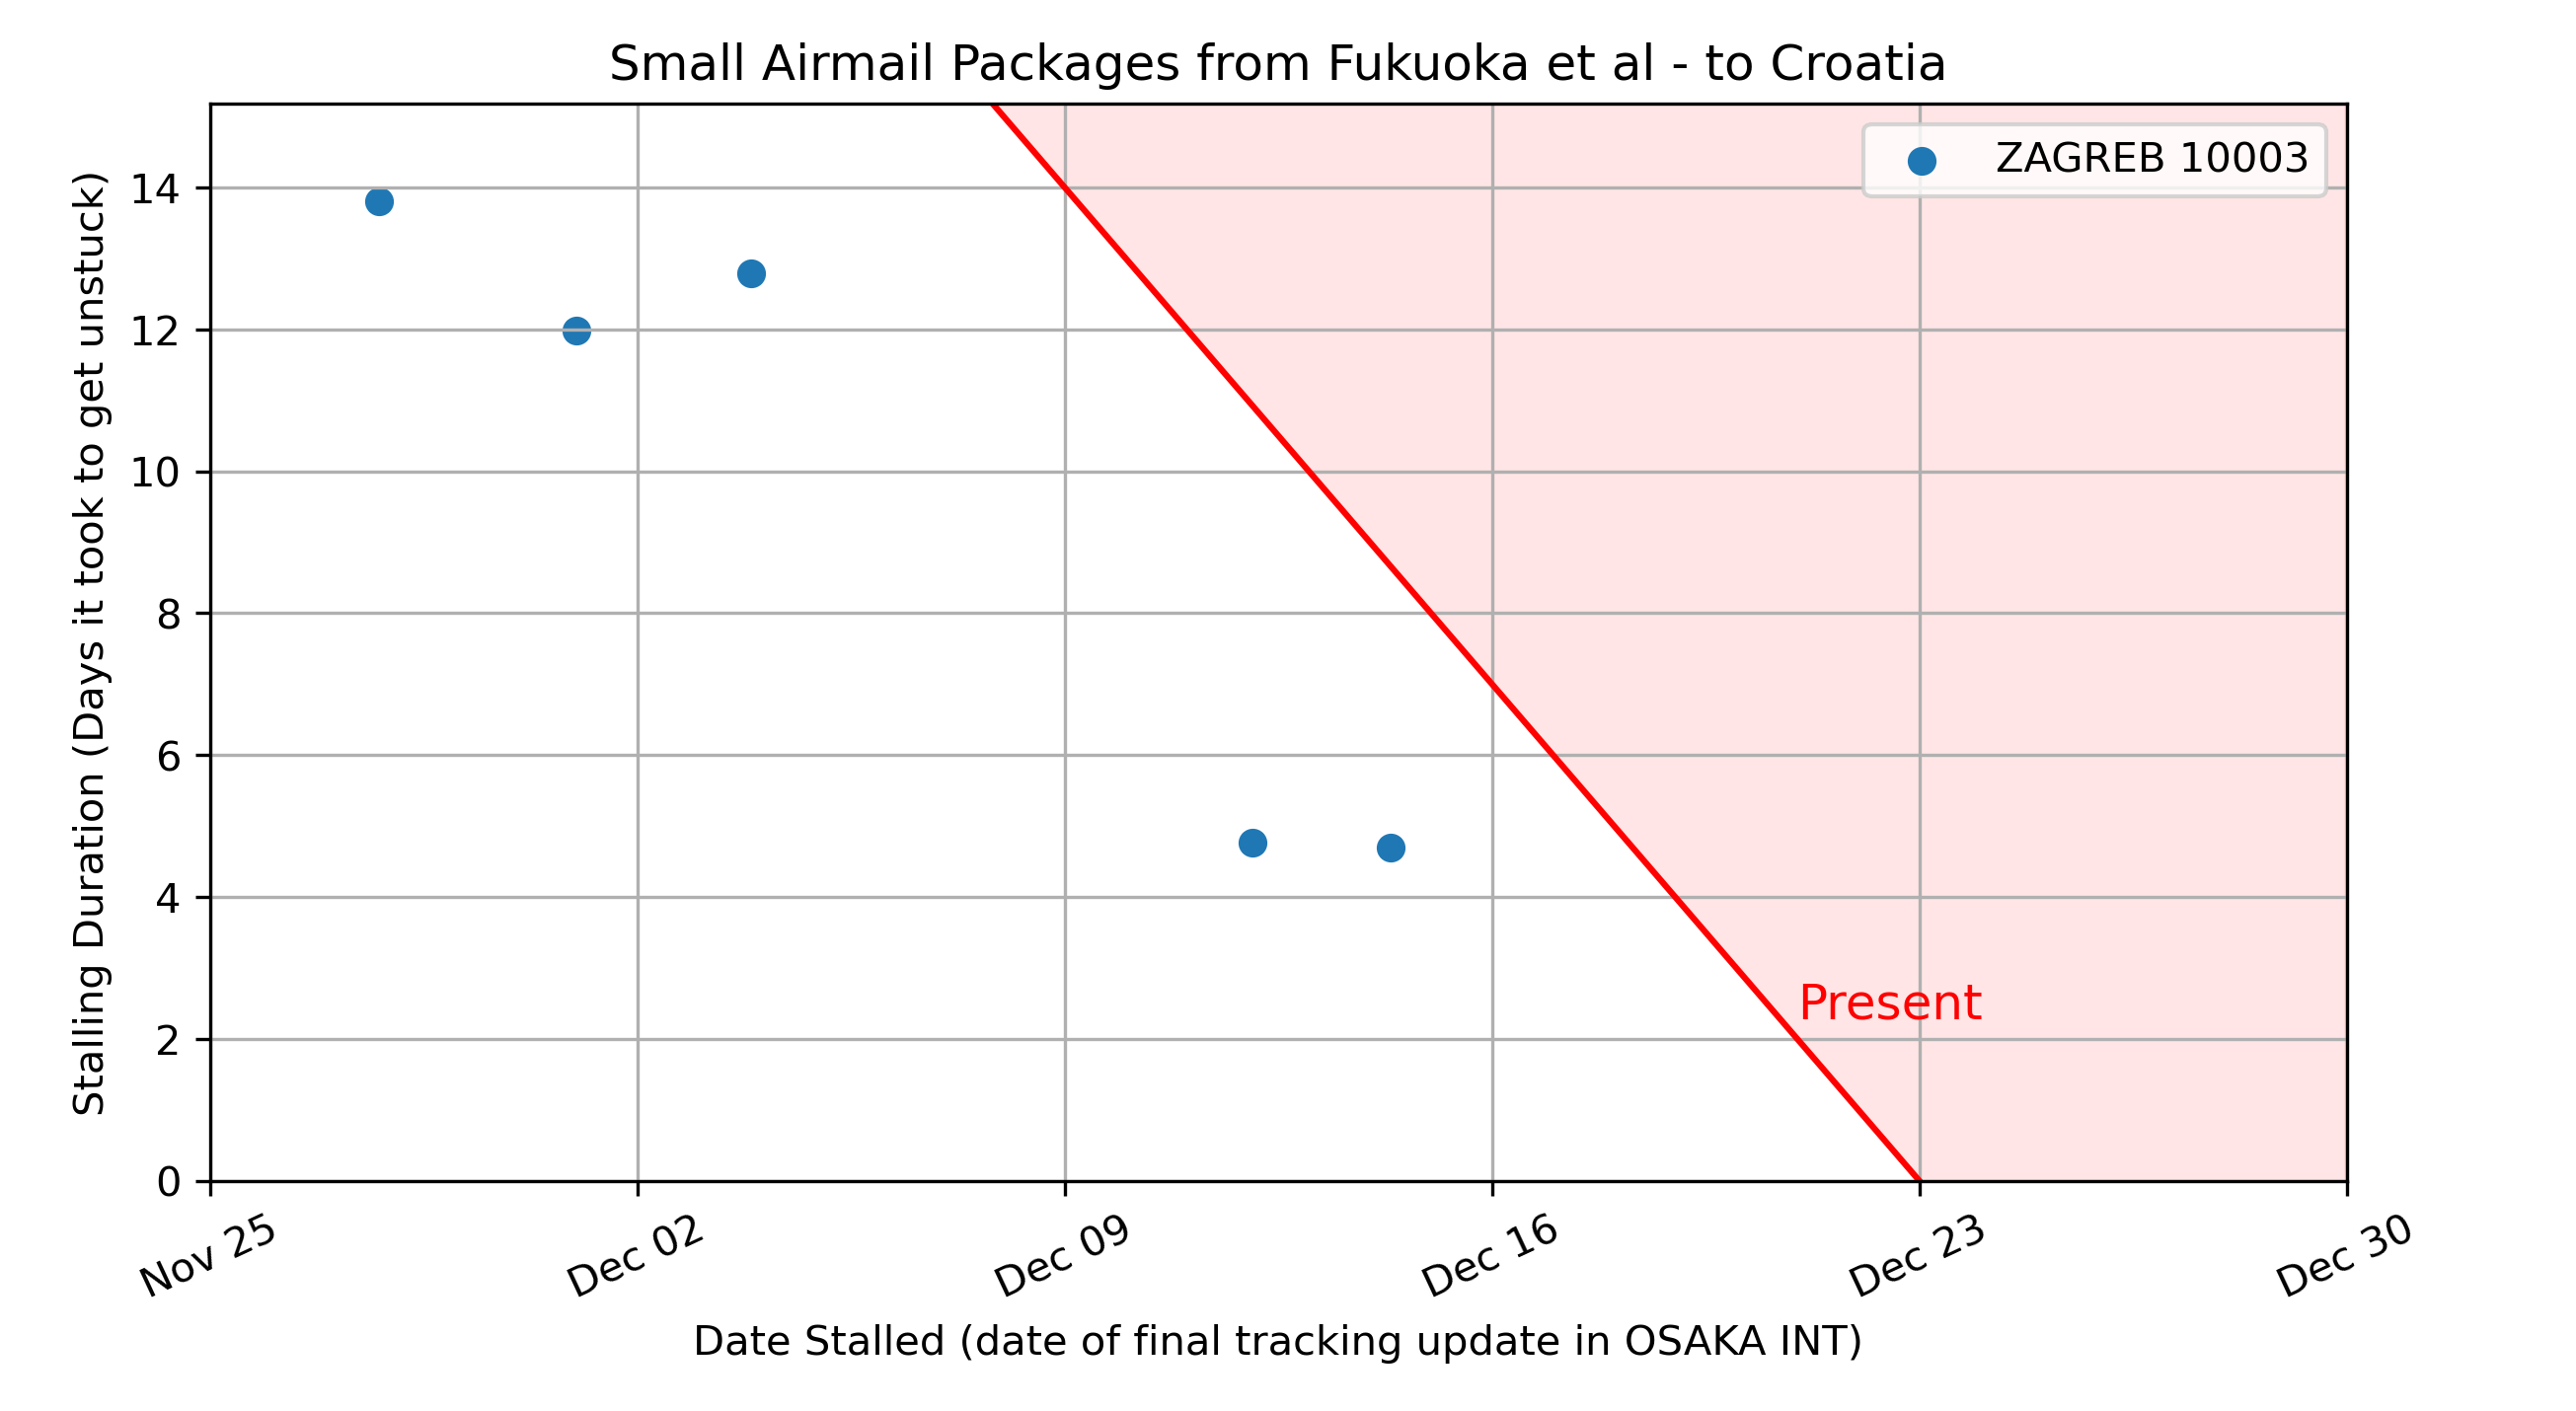 Small Airmail Packages from Fukuoka et al - to Croatia
ZAGREB 10003
Stalling Duration (Days it took to get unstuck)
14
12
10
8
6
4
2
0
Present
Nov 25
Dec 02
Dec 09
Dec 16
Dec 23
Dec 30
Date Stalled (date of final tracking update in OSAKA INT)